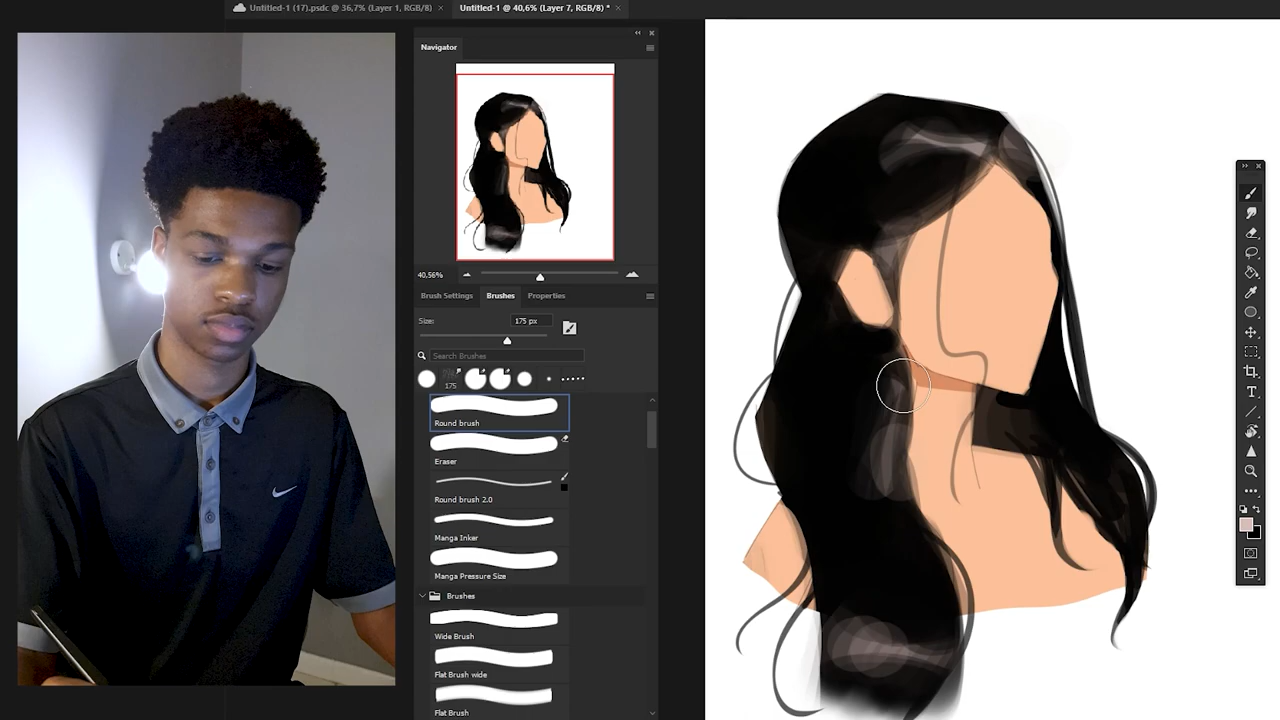 Untitled-1 (17).psdc @ 36,7% (Layer 1, RGB/8) ×
Untitled-1 @ 40,6% (Layer 7, RGB/8) * ×
Navigator
40,56%
Brush Settings Brushes Properties
Size: 175 px
Search Brushes
175
Round brush
Eraser
Round brush 2.0
Manga Inker
Manga Pressure Size
Brushes
Wide Brush
Flat Brush wide
Flat Brush